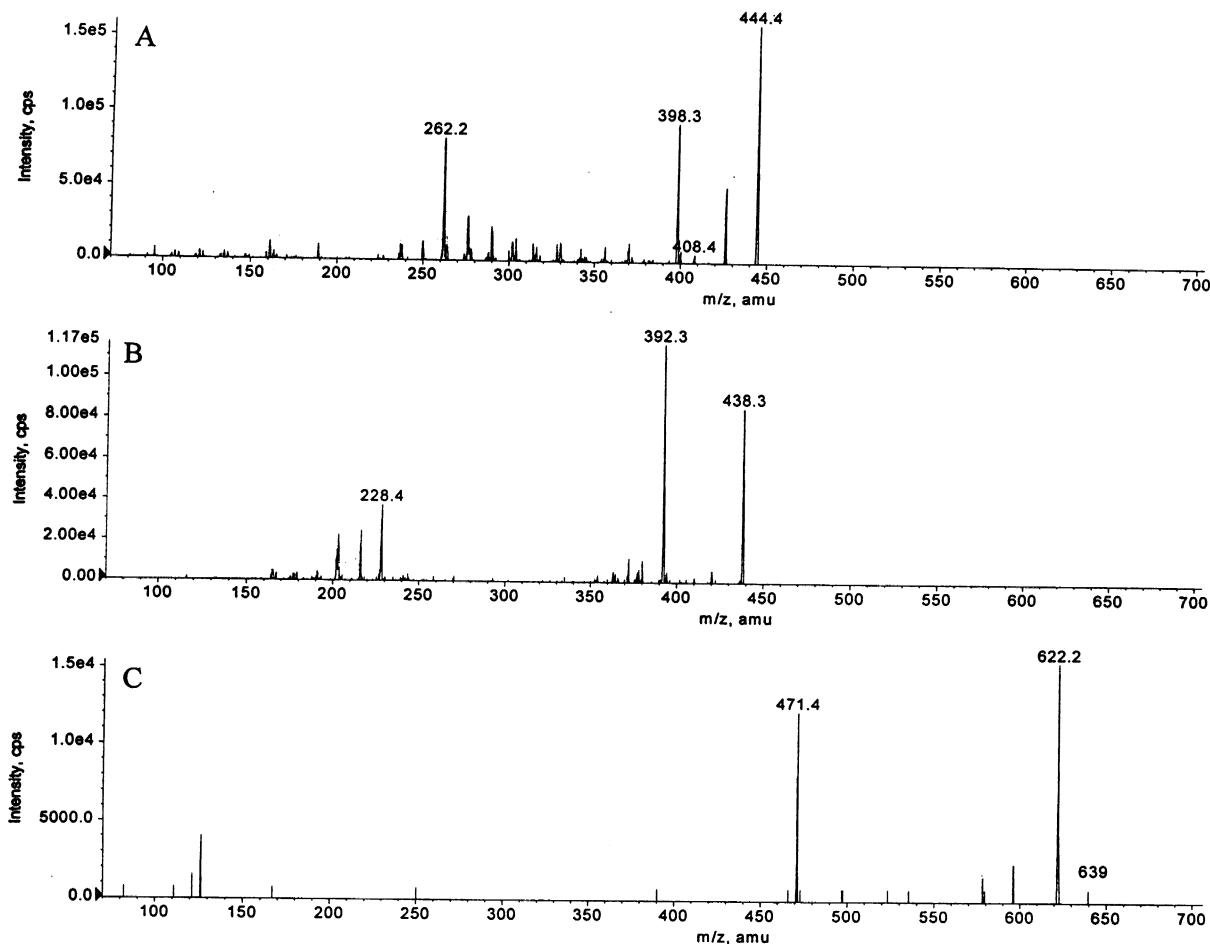 A
Intensity, cps
1.5e5
1.0e5
5.0e4
0.0
262.2
398.3
408.4
444.4
100 150 200 250 300 350 400 450 500 550 600 650 700
m/z, amu
B
Intensity, cps
1.17e5
1.00e5
8.00e4
6.00e4
4.00e4
2.00e4
0.00
228.4
392.3
438.3
100 150 200 250 300 350 400 450 500 550 600 650 700
m/z, amu
C
Intensity, cps
1.5e4
1.0e4
5000.0
0.0
471.4
622.2
639
100 150 200 250 300 350 400 450 500 550 600 650 700
m/z, amu